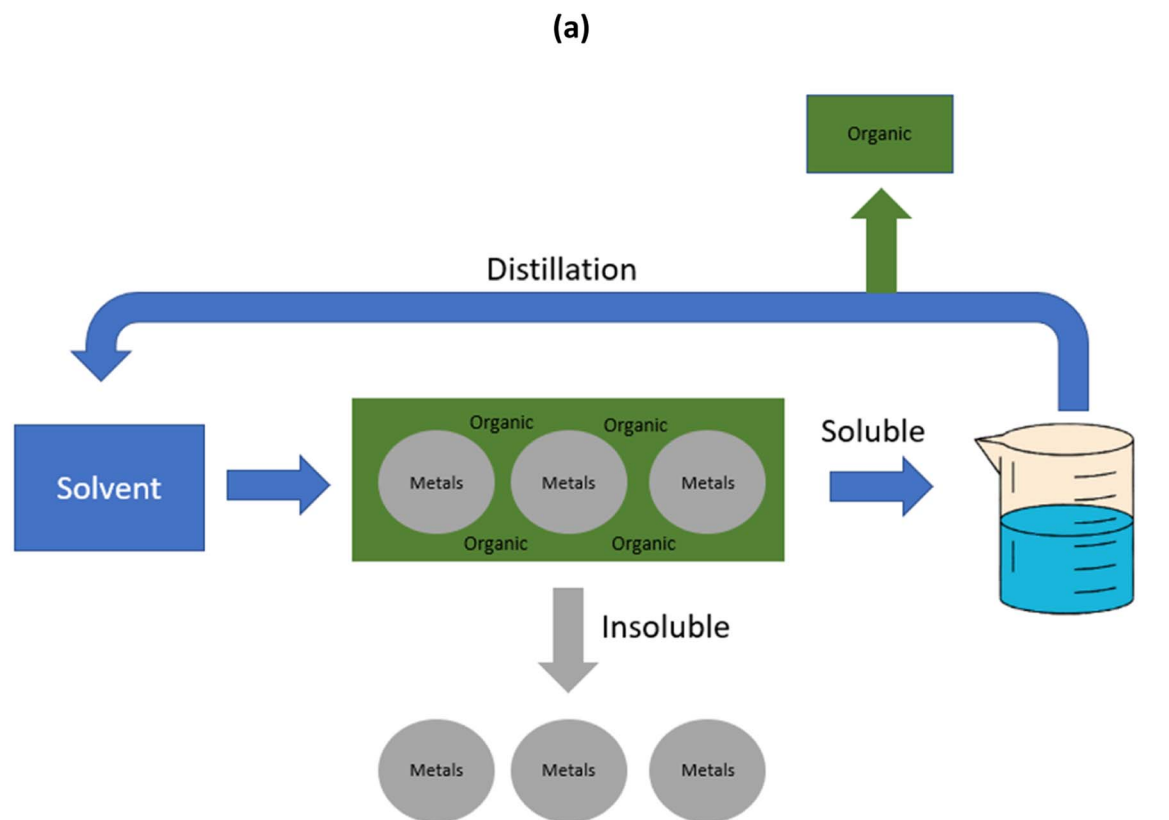 (a)
Organic
Distillation
Solvent
Organic Organic
Metals Metals Metals
Organic Organic
Soluble
Insoluble
Metals Metals Metals